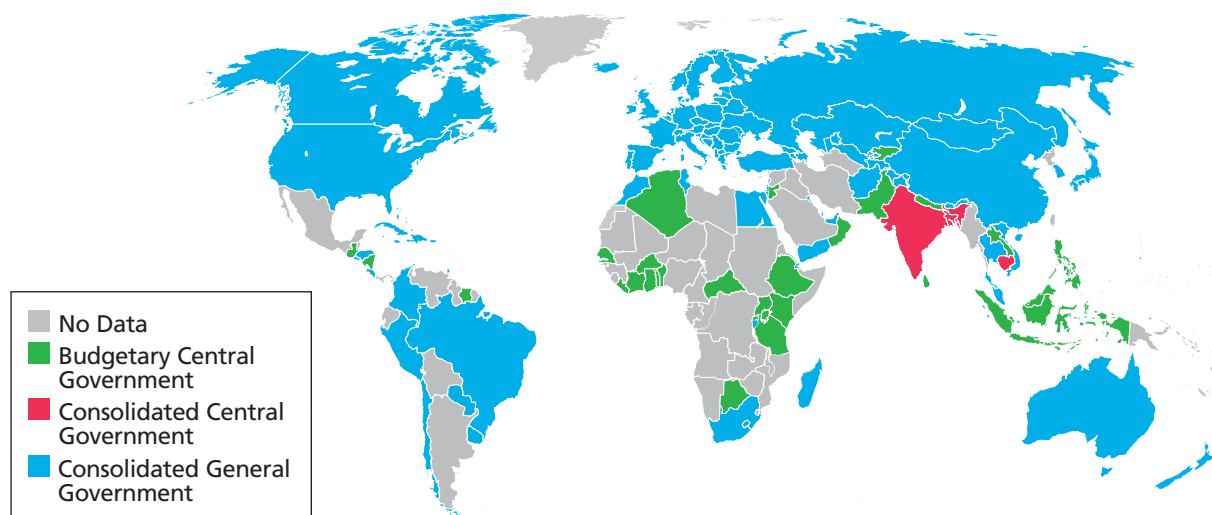 No Data
Budgetary Central
Government
Consolidated Central
Government
Consolidated General
Government